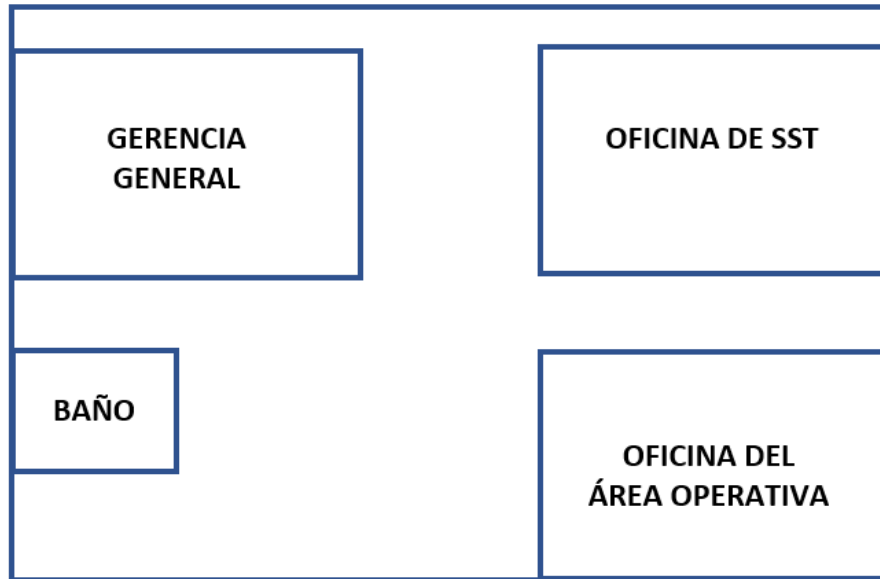 GERENCIA
GENERAL
OFICINA DE SST
BAÑO
OFICINA DEL
ÁREA OPERATIVA